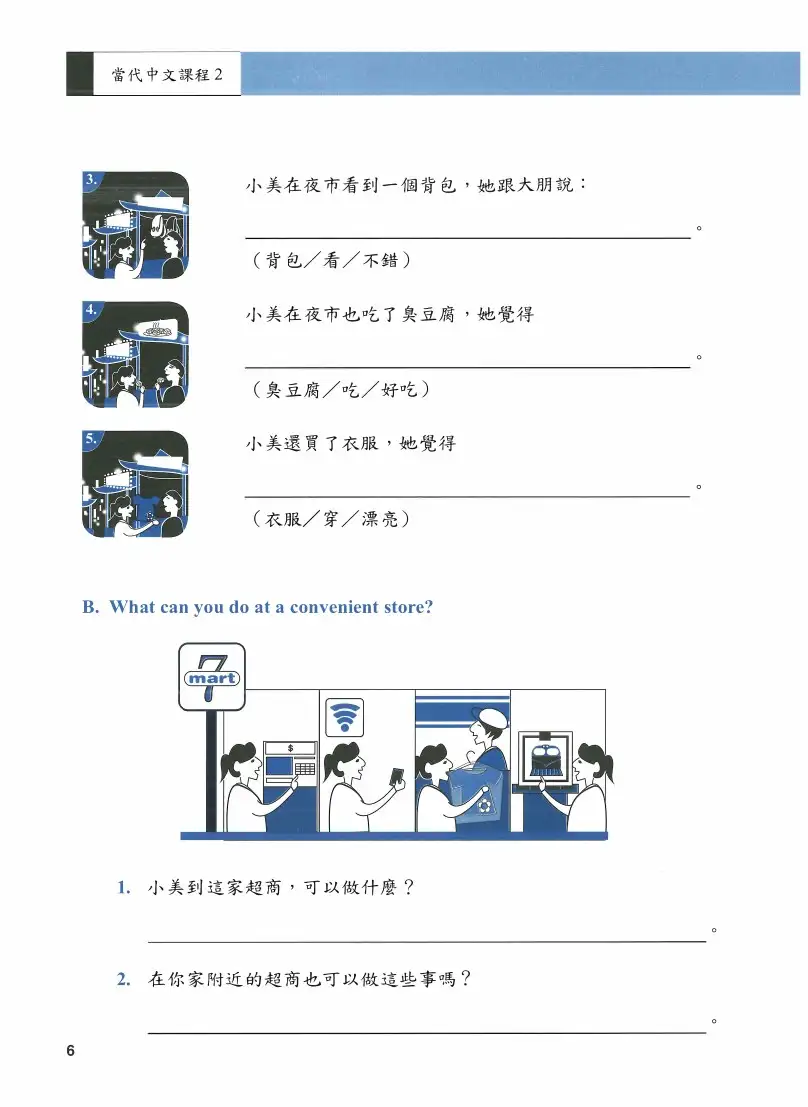 當代中文課程 2
3.
小美在夜市看到一個背包,她跟大朋說:
。
(背包/看/不錯)
4.
小美在夜市也吃了臭豆腐,她覺得
。
(臭豆腐/吃/好吃)
5.
小美還買了衣服,她覺得
。
(衣服/穿/漂亮)
B. What can you do at a convenient store?
7
mart
$
1. 小美到這家超商,可以做什麼?
。
2. 在你家附近的超商也可以做這些事嗎?
。
6